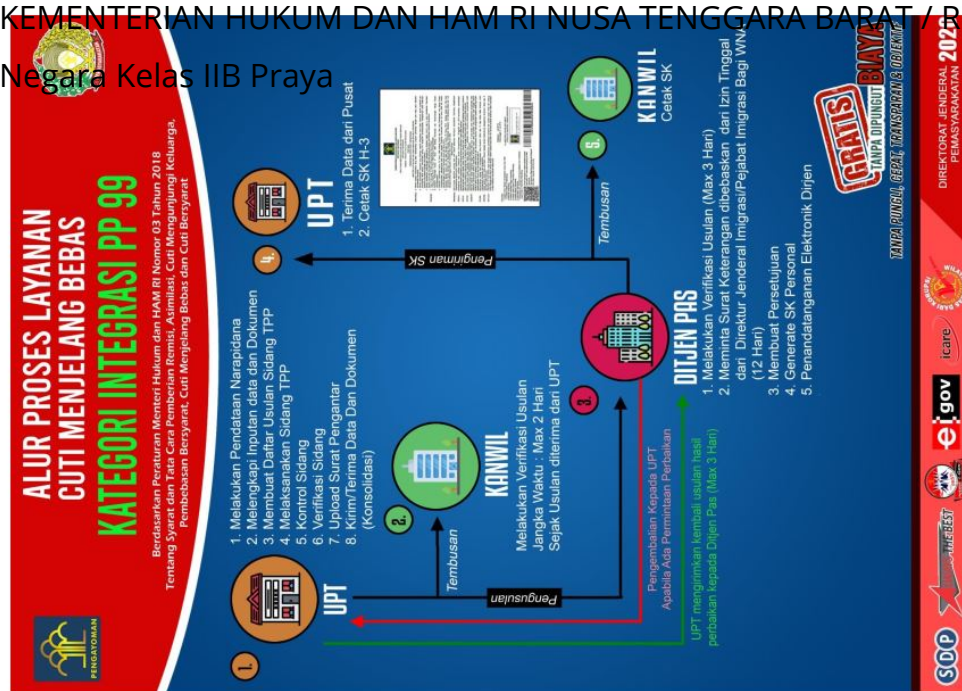 KEMENTERIAN HUKUM DAN HAM RI NUSA TENGGARA BARAT / R
Negara Kelas IIB Praya
PENGAYOMAN
ALUR PROSES LAYANAN
CUTI MENJELANG BEBAS
KATEGORI INTEGRASI PP 99
Berdasarkan Peraturan Menteri Hukum dan HAM RI Nomor 03 Tahun 2018
Tentang Syarat dan Tata Cara Pemberian Remisi, Asimilasi, Cuti Mengunjungi Keluarga,
Pembebasan Bersyarat, Cuti Menjelang Bebas dan Cuti Bersyarat
1.
UPT
1. Melakukan Pendataan Narapidana
2. Melengkapi Inputan data dan Dokumen
3. Membuat Daftar Usulan Sidang TPP
4. Melaksanakan Sidang TPP
5. Kontrol Sidang
6. Verifikasi Sidang
7. Upload Surat Pengantar
8. Kirim/Terima Data Dan Dokumen
(Konsolidasi)
Tembusan
Pengusulan
2.
KANWIL
Melakukan Verifikasi Usulan
Jangka Waktu : Max 2 Hari
Sejak Usulan diterima dari UPT
Pengembalian Kepada UPT
Apabila Ada Permintaan Perbaikan
UPT mengirimkan kembali usulan hasil
perbaikan kepada Ditjen Pas (Max 3 Hari)
3.
DITJEN PAS
1. Melakukan Verifikasi Usulan (Max 3 Hari)
2. Meminta Surat Keterangan dibebaskan dari Izin Tinggal
dari Direktur Jenderal Imigrasi/Pejabat Imigrasi Bagi WNA
(12 Hari)
3. Membuat Persetujuan
4. Generate SK Personal
5. Penandatanganan Elektronik Dirjen
Pengiriman SK
4.
UPT
1. Terima Data dari Pusat
2. Cetak SK H-3
Tembusan
5.
KANWIL
Cetak SK
GRATIS BIAYA
TANPA DIPUNGUT
TANPA PUNGLI, CEPAT, TRANSPARAN & OBJEKTIF
SDP
THE BEST
ei gov
icare
DIREKTORAT JENDERAL
PEMASYARAKATAN